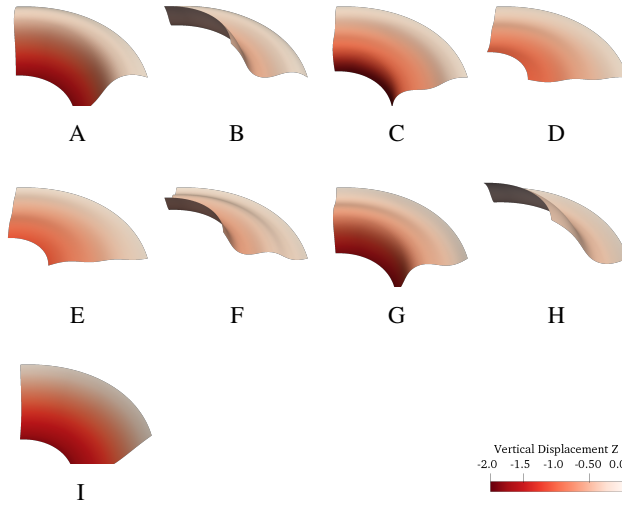 A B C D
E F G H
I
Vertical Displacement Z
-2.0 -1.5 -1.0 -0.50